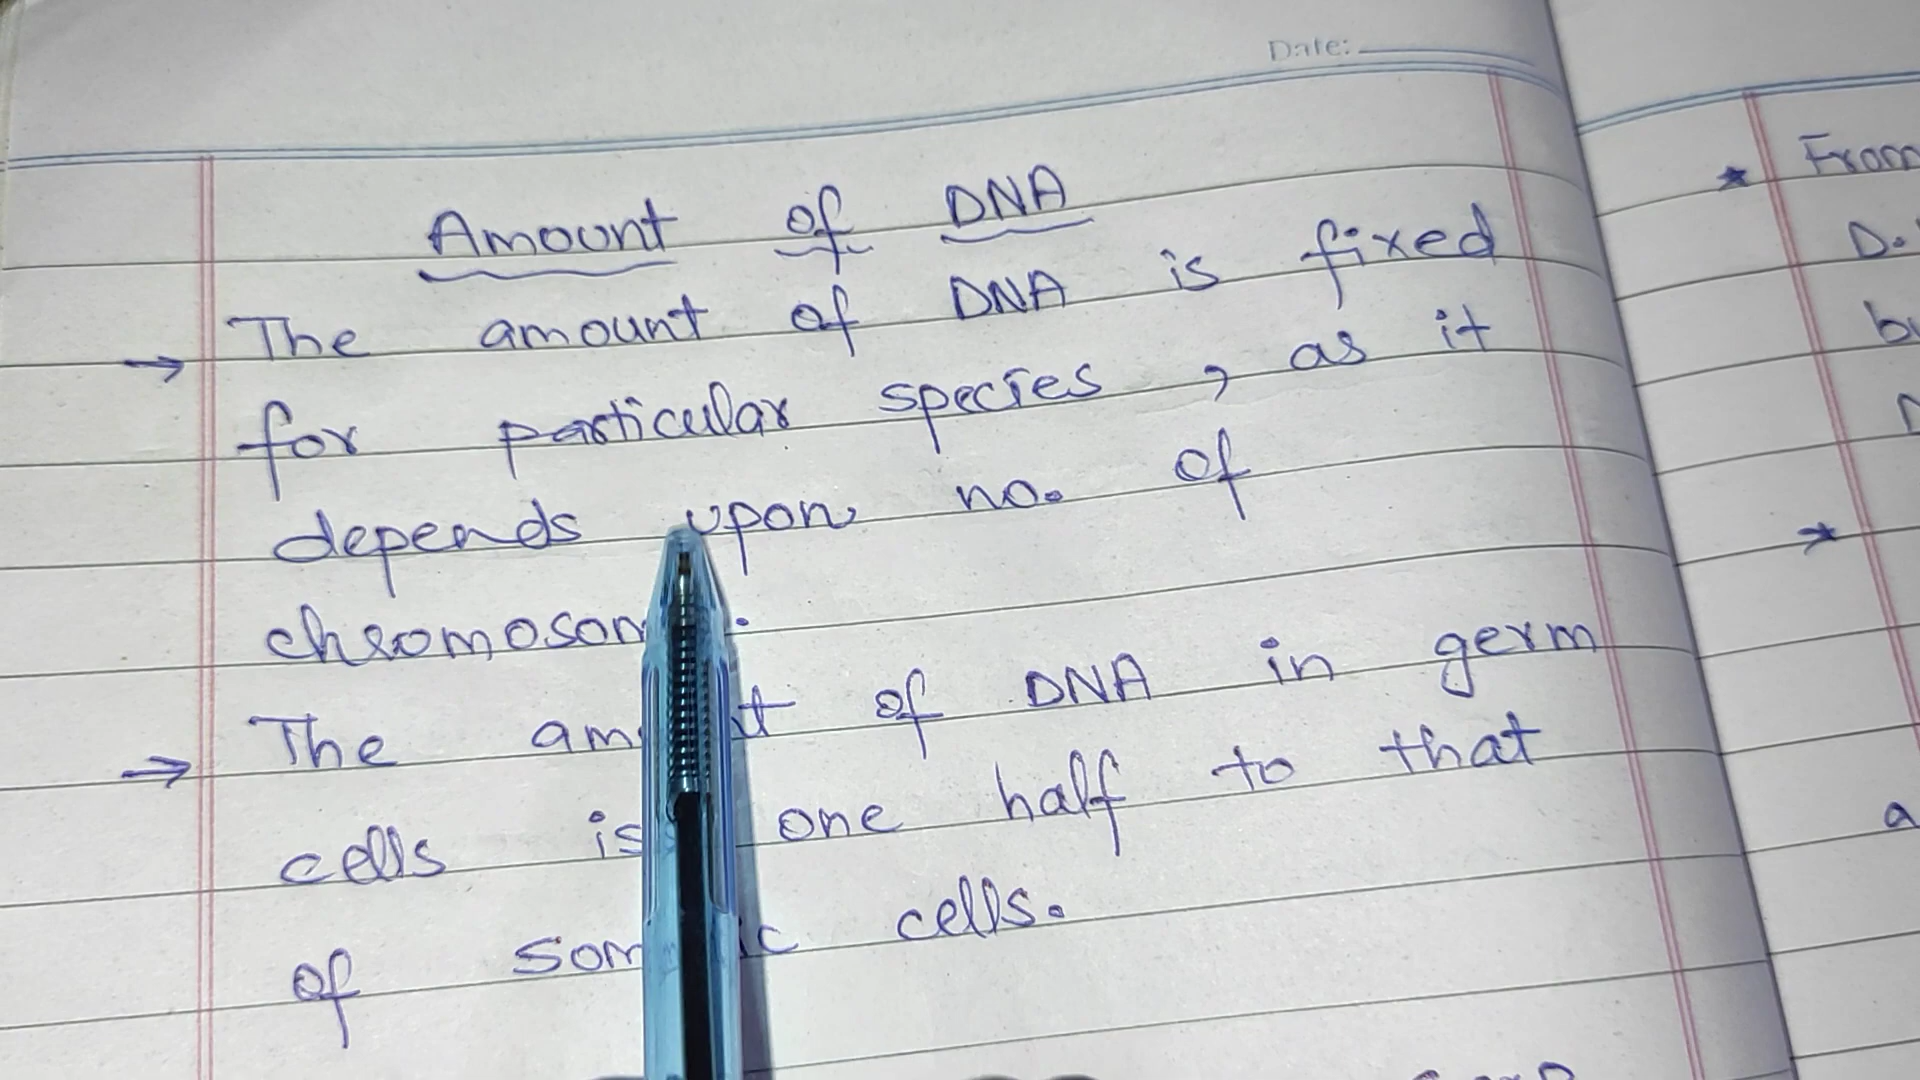 Date:
Amount of DNA
→ The amount of DNA is fixed
for particular species, as it
depends upon no. of
.
→ The of DNA in germ
cells is one half to that
of cells.
★ From
★
a